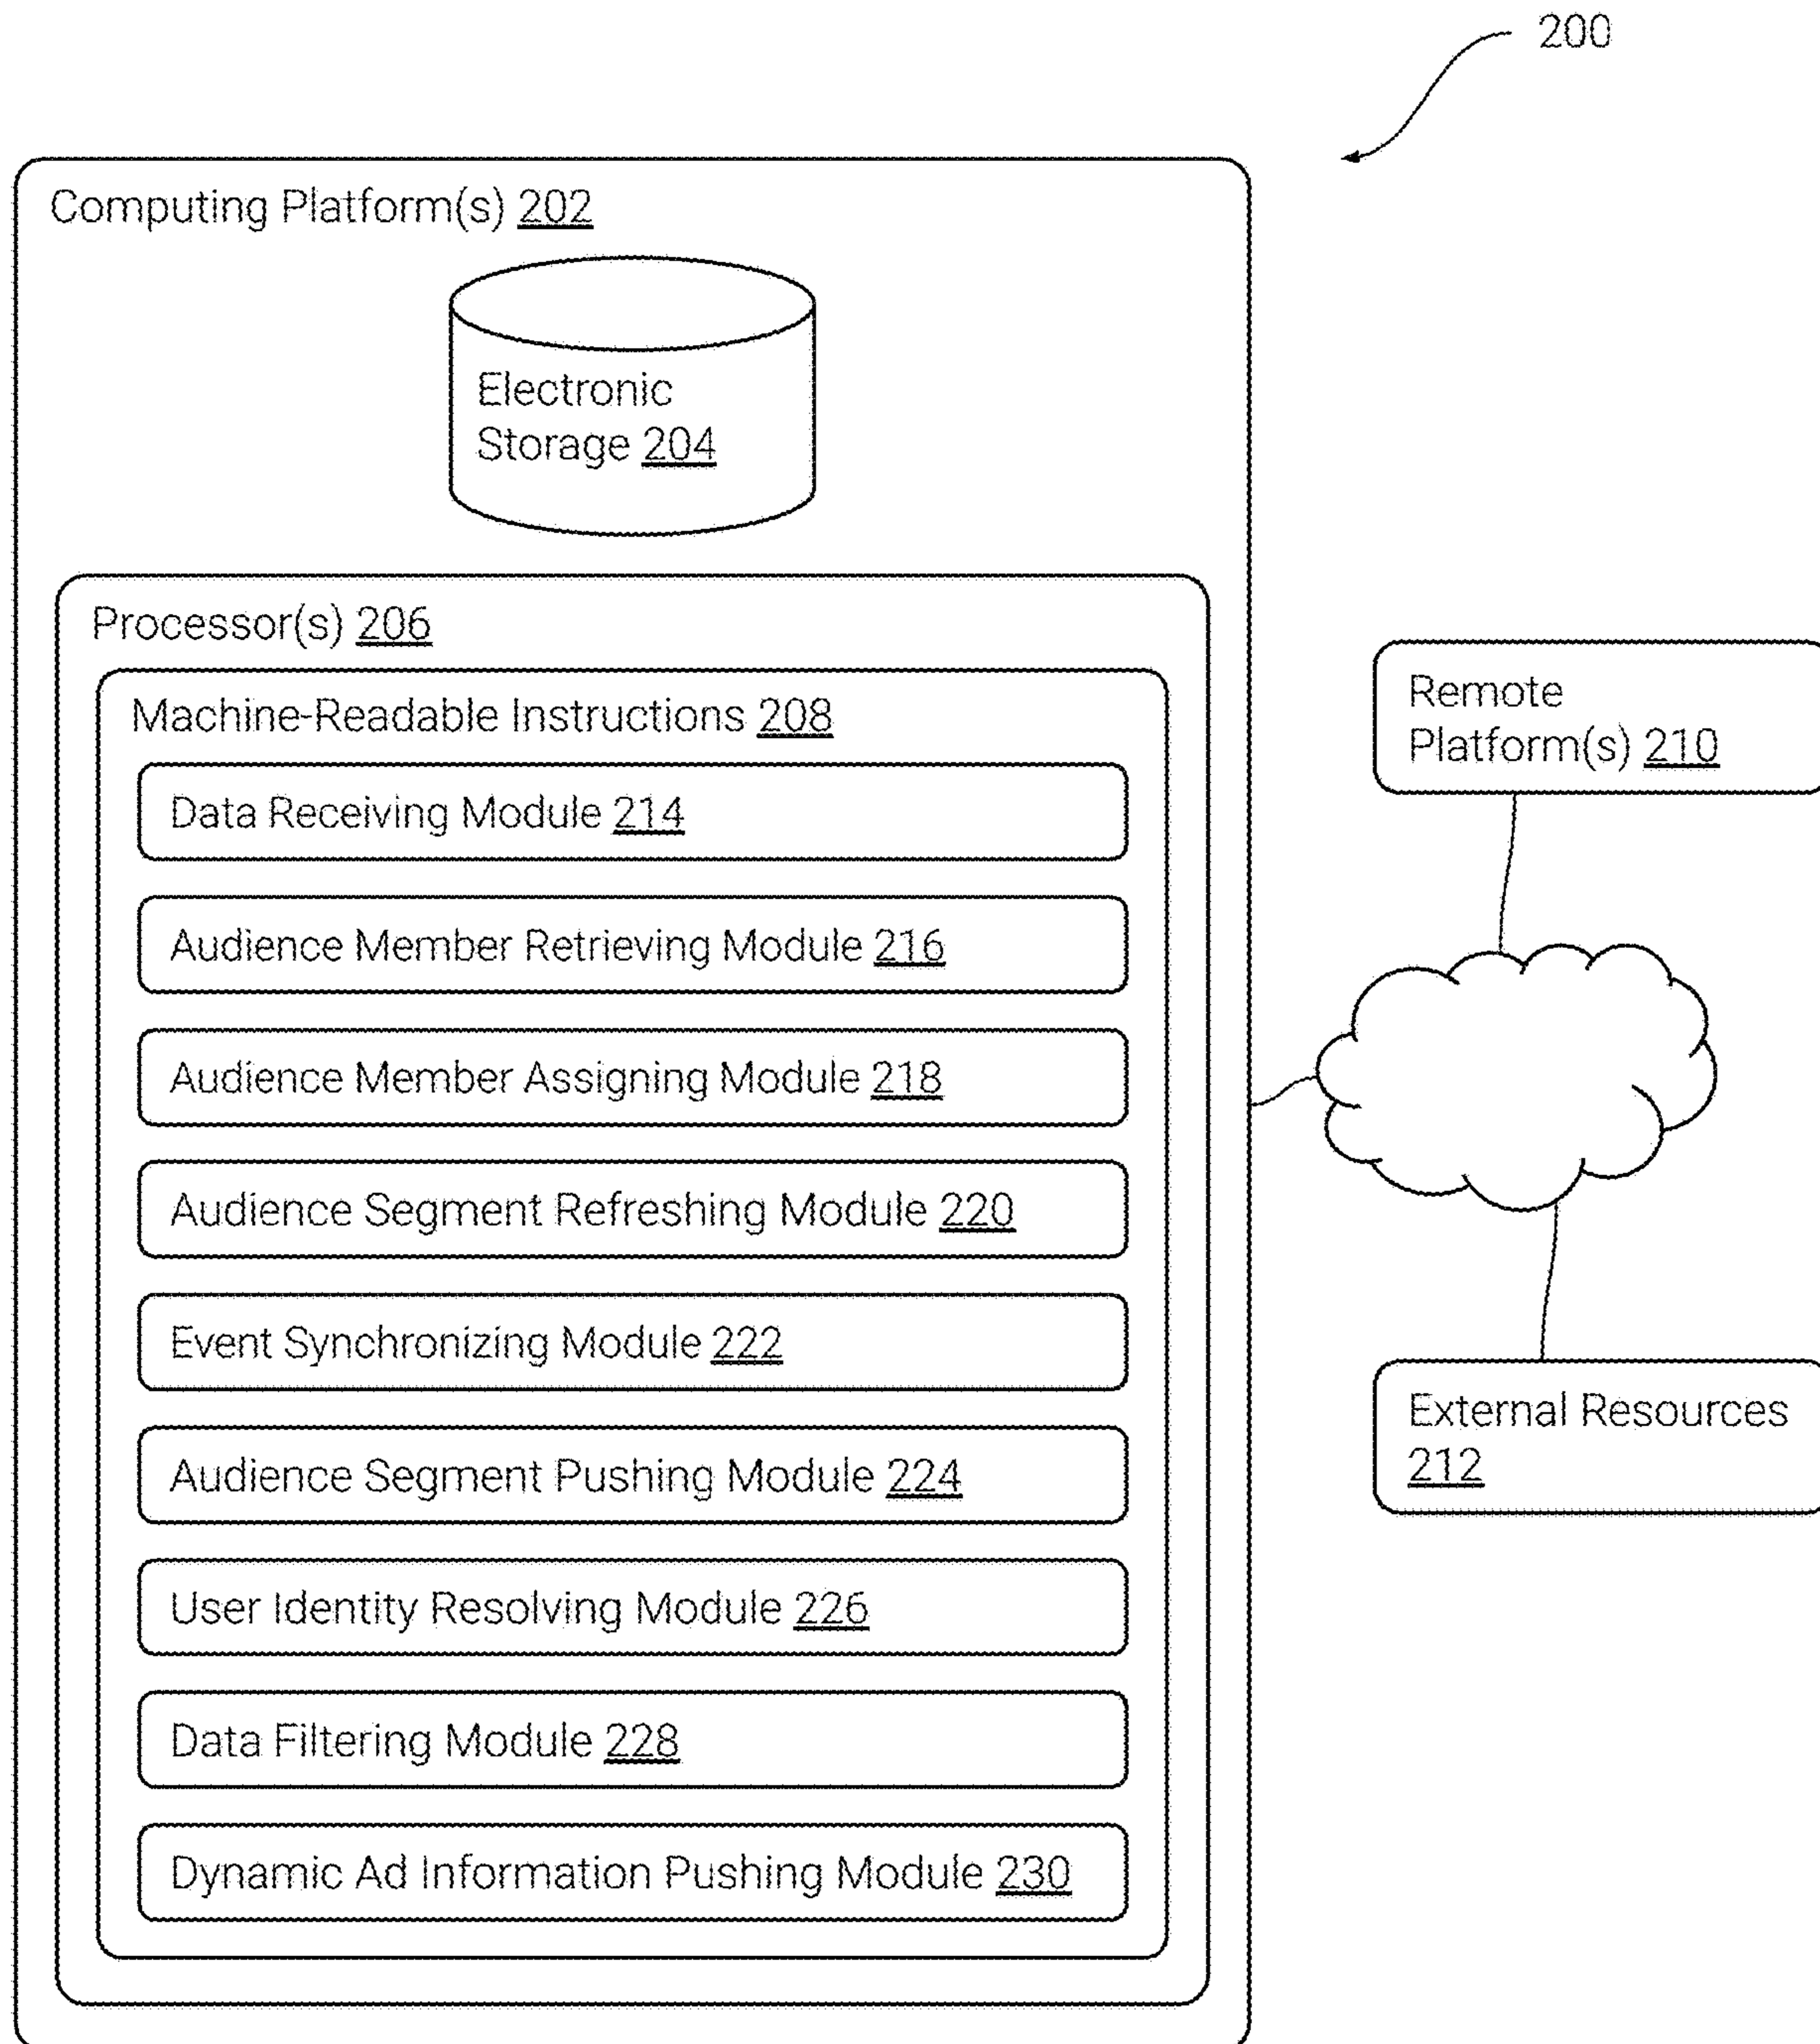 200
Computing Platform(s) 202
Electronic
Storage 204
Processor(s) 206
Machine-Readable Instructions 208
Data Receiving Module 214
Audience Member Retrieving Module 216
Audience Member Assigning Module 218
Audience Segment Refreshing Module 220
Event Synchronizing Module 222
Audience Segment Pushing Module 224
User Identity Resolving Module 226
Data Filtering Module 228
Dynamic Ad Information Pushing Module 230
Remote
Platform(s) 210
External Resources
212